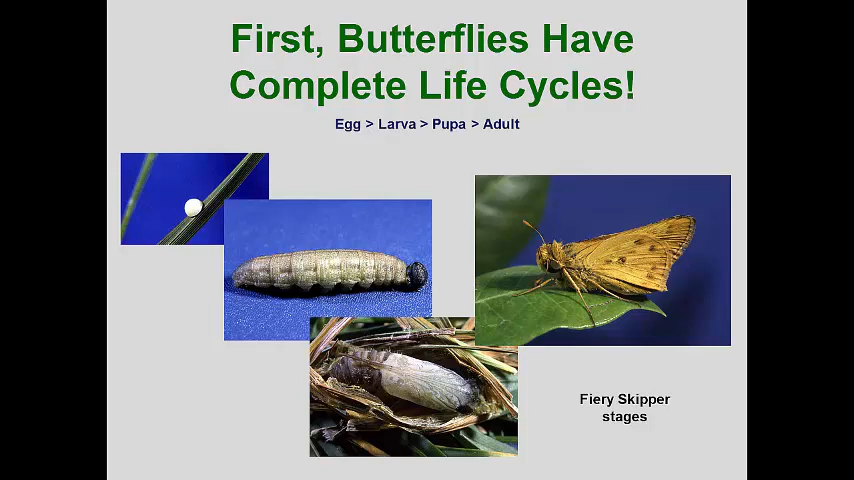 First, Butterflies Have
Complete Life Cycles!
Egg > Larva > Pupa > Adult
Fiery Skipper
stages